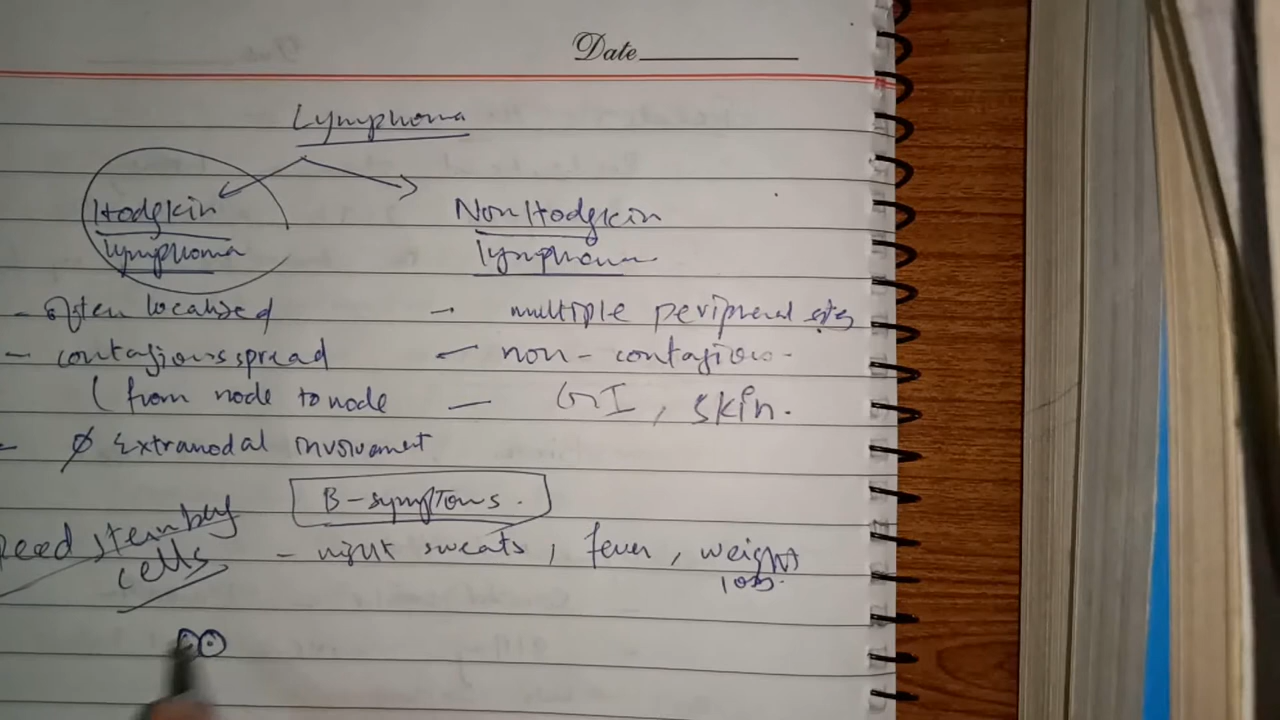 Date
Lymphoma
Hodgkin Non Hodgkin
lymphoma lymphoma
- often localised - multiple peripheral sites
- contagious spread - non-contagious-
(from node to node - GI, skin.
- Ø Extranodal involvement
B-symptoms.
Reed sternberg
cells - night sweats, fever, weight
loss.